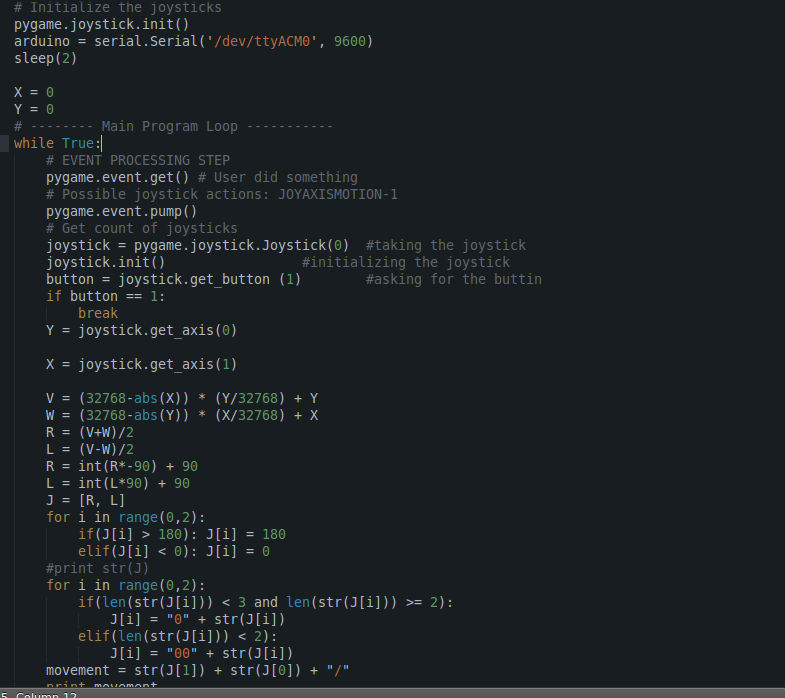 # Initialize the joysticks
pygame.joystick.init()
arduino = serial.Serial('/dev/ttyACM0', 9600)
sleep(2)

X = 0
Y = 0
# -------- Main Program Loop -----------
while True:
    # EVENT PROCESSING STEP
    pygame.event.get() # User did something
    # Possible joystick actions: JOYAXISMOTION-1
    pygame.event.pump()
    # Get count of joysticks
    joystick = pygame.joystick.Joystick(0)  #taking the joystick
    joystick.init()                 #initializing the joystick
    button = joystick.get_button (1)        #asking for the buttin
    if button == 1:
        break
    Y = joystick.get_axis(0)

    X = joystick.get_axis(1)

    V = (32768-abs(X)) * (Y/32768) + Y
    W = (32768-abs(Y)) * (X/32768) + X
    R = (V+W)/2
    L = (V-W)/2
    R = int(R*-90) + 90
    L = int(L*90) + 90
    J = [R, L]
    for i in range(0,2):
        if(J[i] > 180): J[i] = 180
        elif(J[i] < 0): J[i] = 0
    #print str(J)
    for i in range(0,2):
        if(len(str(J[i])) < 3 and len(str(J[i])) >= 2):
            J[i] = "0" + str(J[i])
        elif(len(str(J[i])) < 2):
            J[i] = "00" + str(J[i])
    movement = str(J[1]) + str(J[0]) + "/"
    print movement
5, Column 12